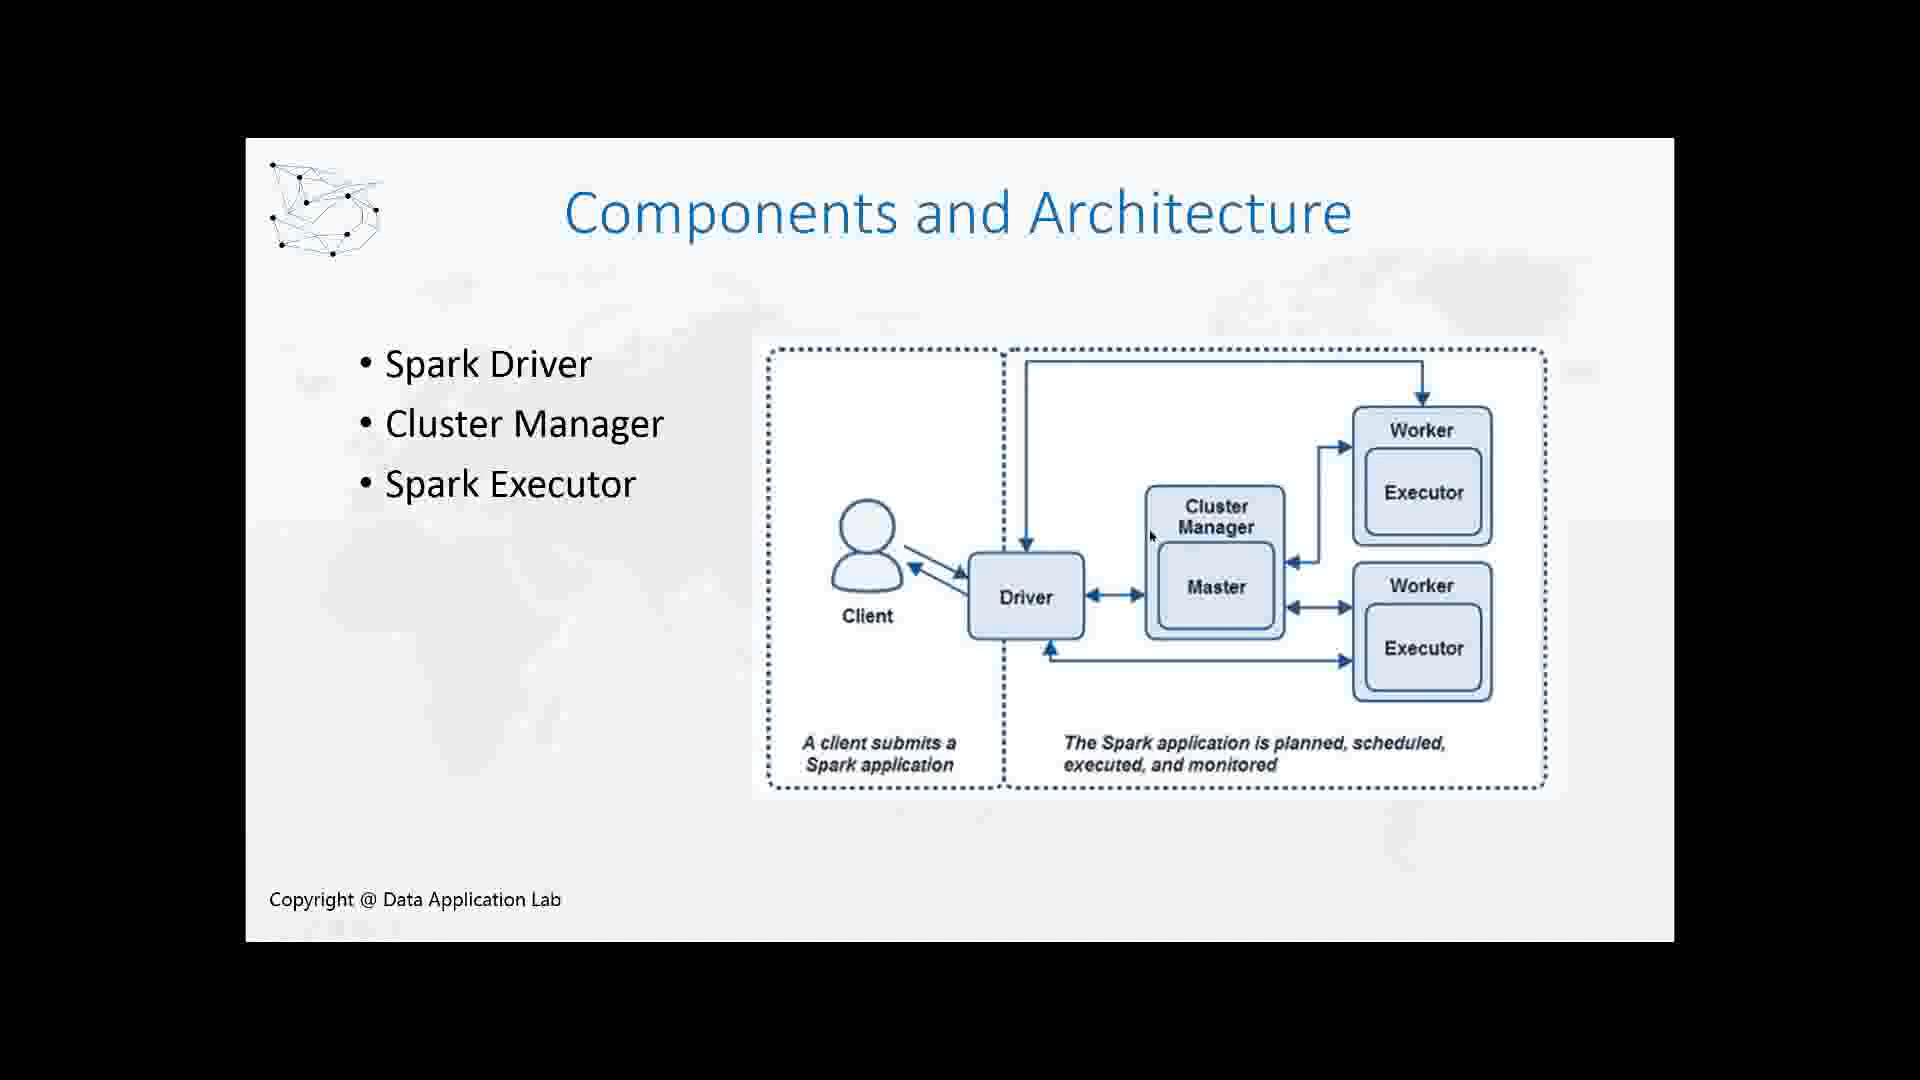 Components and Architecture
• Spark Driver
• Cluster Manager
• Spark Executor
Client
Driver
Cluster
Manager
Master
Worker
Executor
Worker
Executor
A client submits a
Spark application
The Spark application is planned, scheduled,
executed, and monitored
Copyright @ Data Application Lab